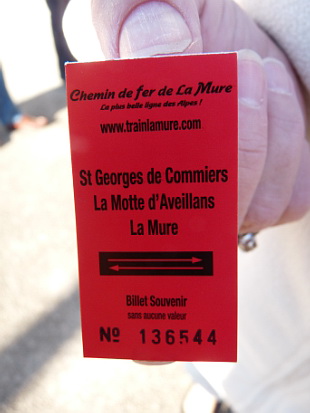 Chemin de fer de La Mure
La plus belle ligne des Alpes !
www.trainlamure.com
St Georges de Commiers
La Motte d'Aveillans
La Mure
Billet Souvenir
sans aucune valeur
Nº 136544